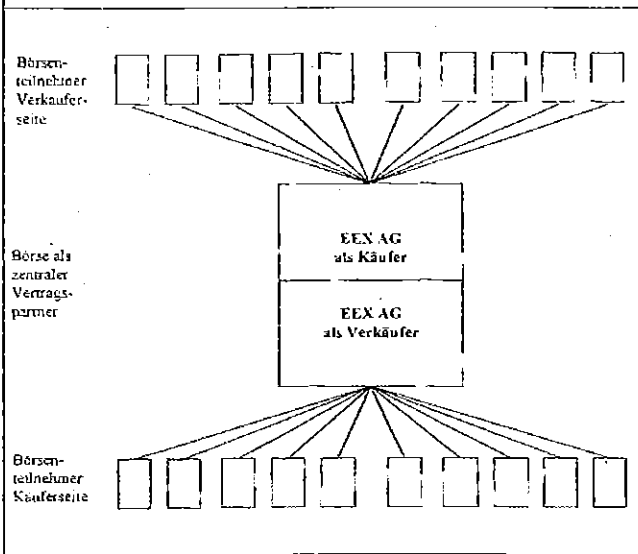 Börsen-
teilnehmer
Verkäufer-
seite
EEX AG
als Käufer
Börse als
zentraler
Vertrags-
partner
EEX AG
als Verkäufer
Börsen-
teilnehmer
Käuferseite